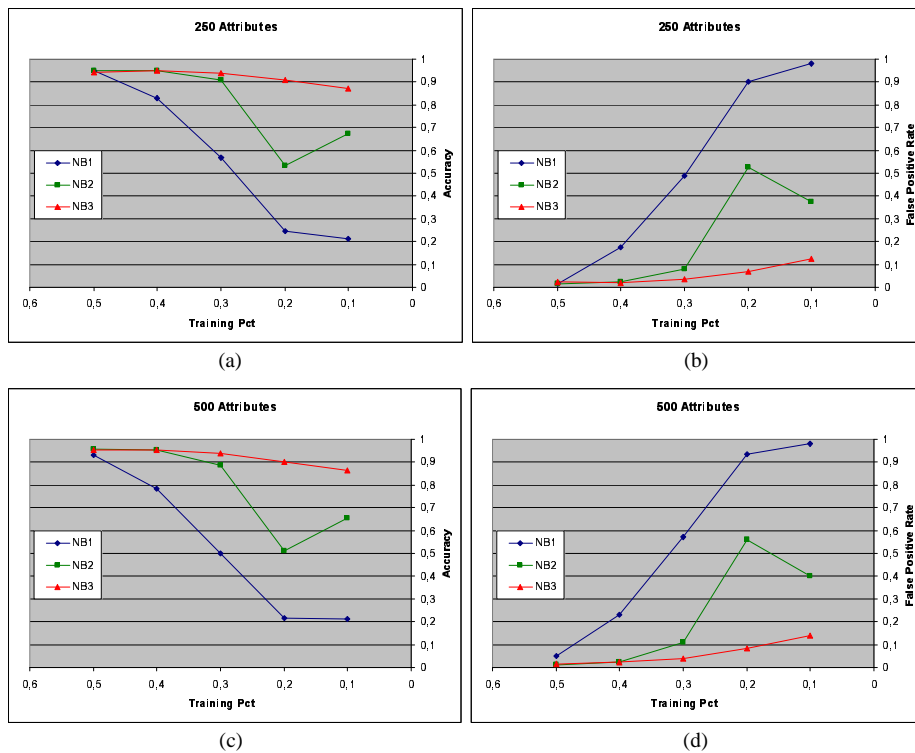 250 Attributes
1
0,9
0,8
0,7
0,6
0,5
0,4
0,3
0,2
0,1
0
Accuracy
NB1
NB2
NB3
0,6 0,5 0,4 0,3 0,2 0,1 0
Training Pct
(a)
250 Attributes
1
0,9
0,8
0,7
0,6
0,5
0,4
0,3
0,2
0,1
0
False Positive Rate
NB1
NB2
NB3
0,6 0,5 0,4 0,3 0,2 0,1 0
Training Pct
(b)
500 Attributes
1
0,9
0,8
0,7
0,6
0,5
0,4
0,3
0,2
0,1
0
Accuracy
NB1
NB2
NB3
0,6 0,5 0,4 0,3 0,2 0,1 0
Training Pct
(c)
500 Attributes
1
0,9
0,8
0,7
0,6
0,5
0,4
0,3
0,2
0,1
0
False Positive Rate
NB1
NB2
NB3
0,6 0,5 0,4 0,3 0,2 0,1 0
Training Pct
(d)